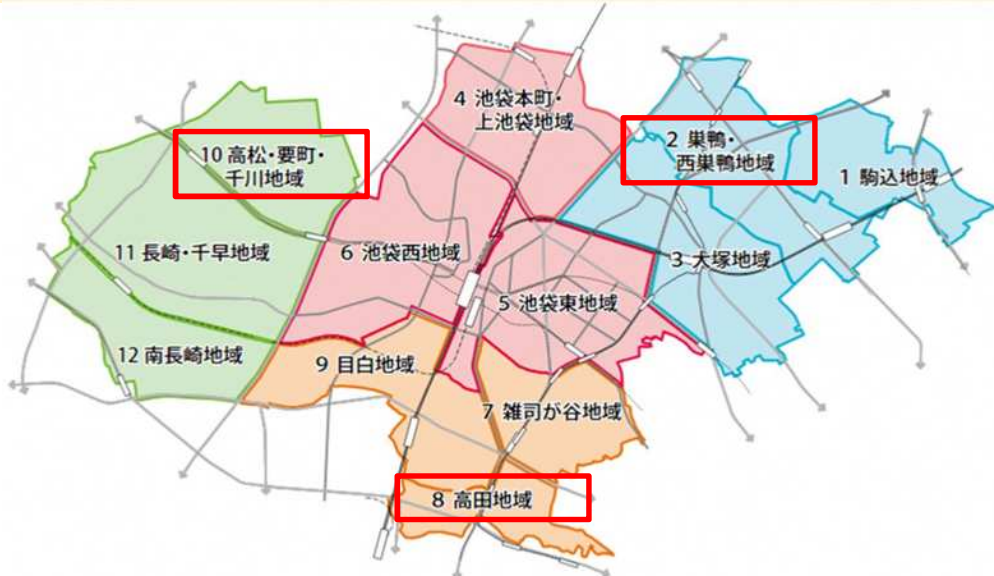 4 池袋本町・
上池袋地域
2 巣鴨・
西巣鴨地域
10 高松・要町・
千川地域
1 駒込地域
11 長崎・千早地域
6 池袋西地域
3 大塚地域
5 池袋東地域
12 南長崎地域
9 目白地域
7 雑司が谷地域
8 高田地域